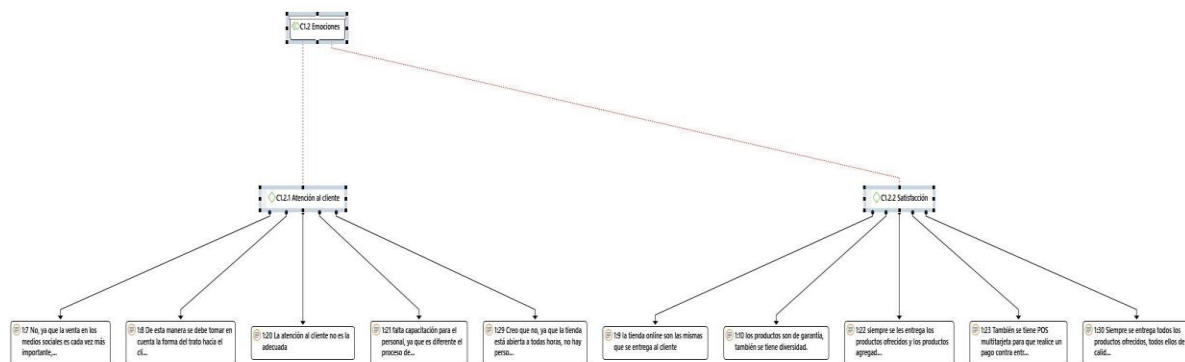 C1.2 Emociones
C1.2.1 Atención al cliente
C1.2.2 Satisfacción
1:7 No, ya que la venta en los
medios sociales es cada vez más
importante,...
1:8 De esta manera se debe tomar en
cuenta la forma del trato hacia el
cli...
1:20 La atención al cliente no es la
adecuada
1:21 falta capacitación para el
personal, ya que es diferente el
proceso de...
1:29 Creo que no, ya que la tienda
está abierta a todas horas, no hay
perso...
1:9 la tienda online son las mismas
que se entrega al cliente
1:10 los productos son de garantía,
también se tiene diversidad.
1:22 siempre se les entrega los
productos ofrecidos y los productos
agregad...
1:23 También se tiene POS
multitarjeta para que realice un
pago contra entr...
1:30 Siempre se entrega todos los
productos ofrecidos, todos ellos de
calid...